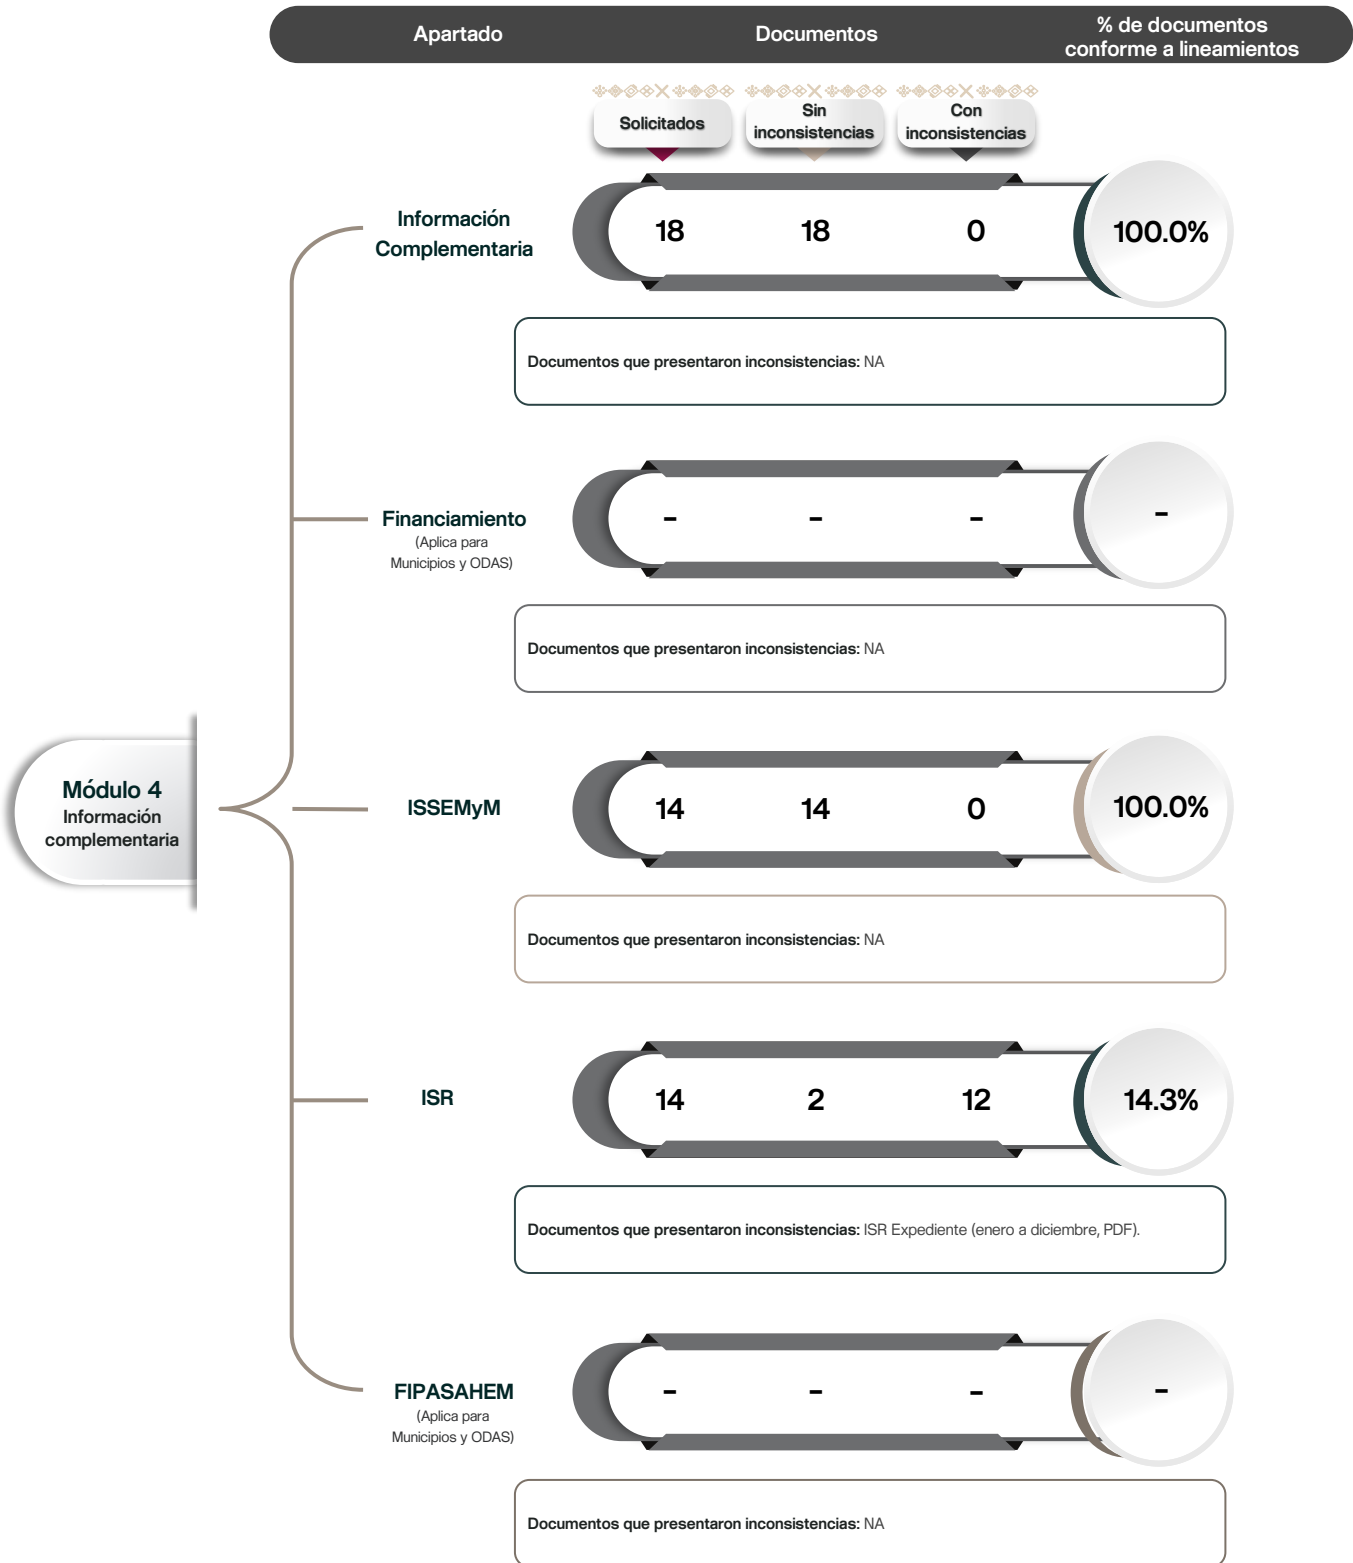 Apartado
Documentos
% de documentos
conforme a lineamientos
Solicitados
Sin
inconsistencias
Con
inconsistencias
Información
Complementaria
18 18 0 100.0%
Documentos que presentaron inconsistencias: NA
Financiamiento
(Aplica para
Municipios y ODAS)
- - - -
Documentos que presentaron inconsistencias: NA
Módulo 4
Información
complementaria
ISSEMyM
14 14 0 100.0%
Documentos que presentaron inconsistencias: NA
ISR
14 2 12 14.3%
Documentos que presentaron inconsistencias: ISR Expediente (enero a diciembre, PDF).
FIPASAHEM
(Aplica para
Municipios y ODAS)
- - - -
Documentos que presentaron inconsistencias: NA